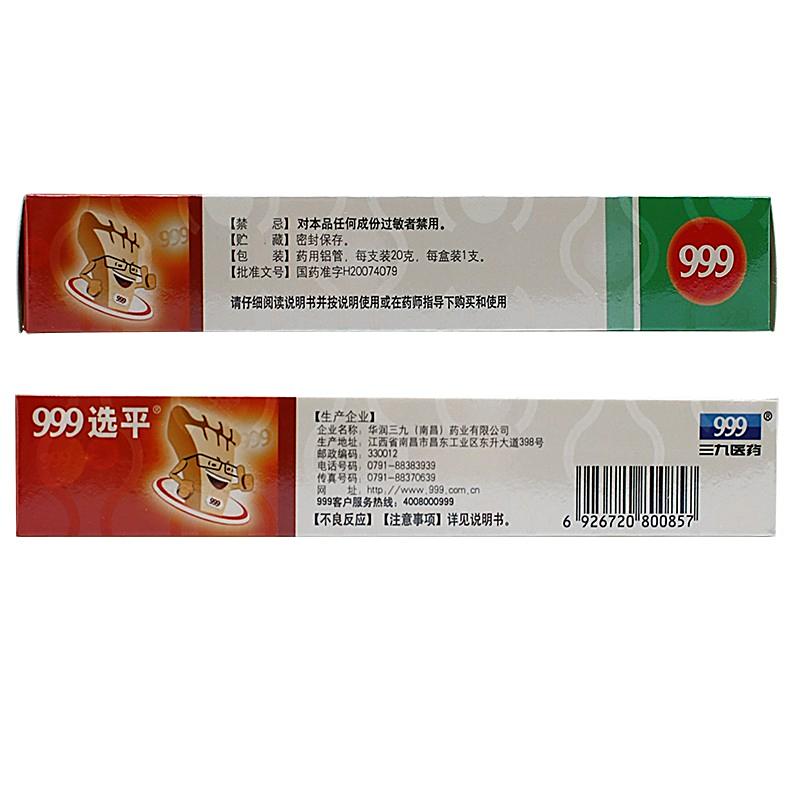 999
999
【禁　忌】对本品任何成份过敏者禁用。
【贮　藏】密封保存。
【包　装】药用铝管，每支装20克，每盒装1支。
【批准文号】国药准字H20074079
请仔细阅读说明书并按说明使用或在药师指导下购买和使用
999
999选平®
999
999
【生产企业】
企业名称：华润三九（南昌）药业有限公司
生产地址：江西省南昌市昌东工业区东升大道398号
邮政编码：330012
电话号码：0791-88383939
传真号码：0791-88370639
网　址：http://www.999.com.cn
999客户服务热线：4008000999
【不良反应】【注意事项】详见说明书。
999®
三九医药
6 926720 800857